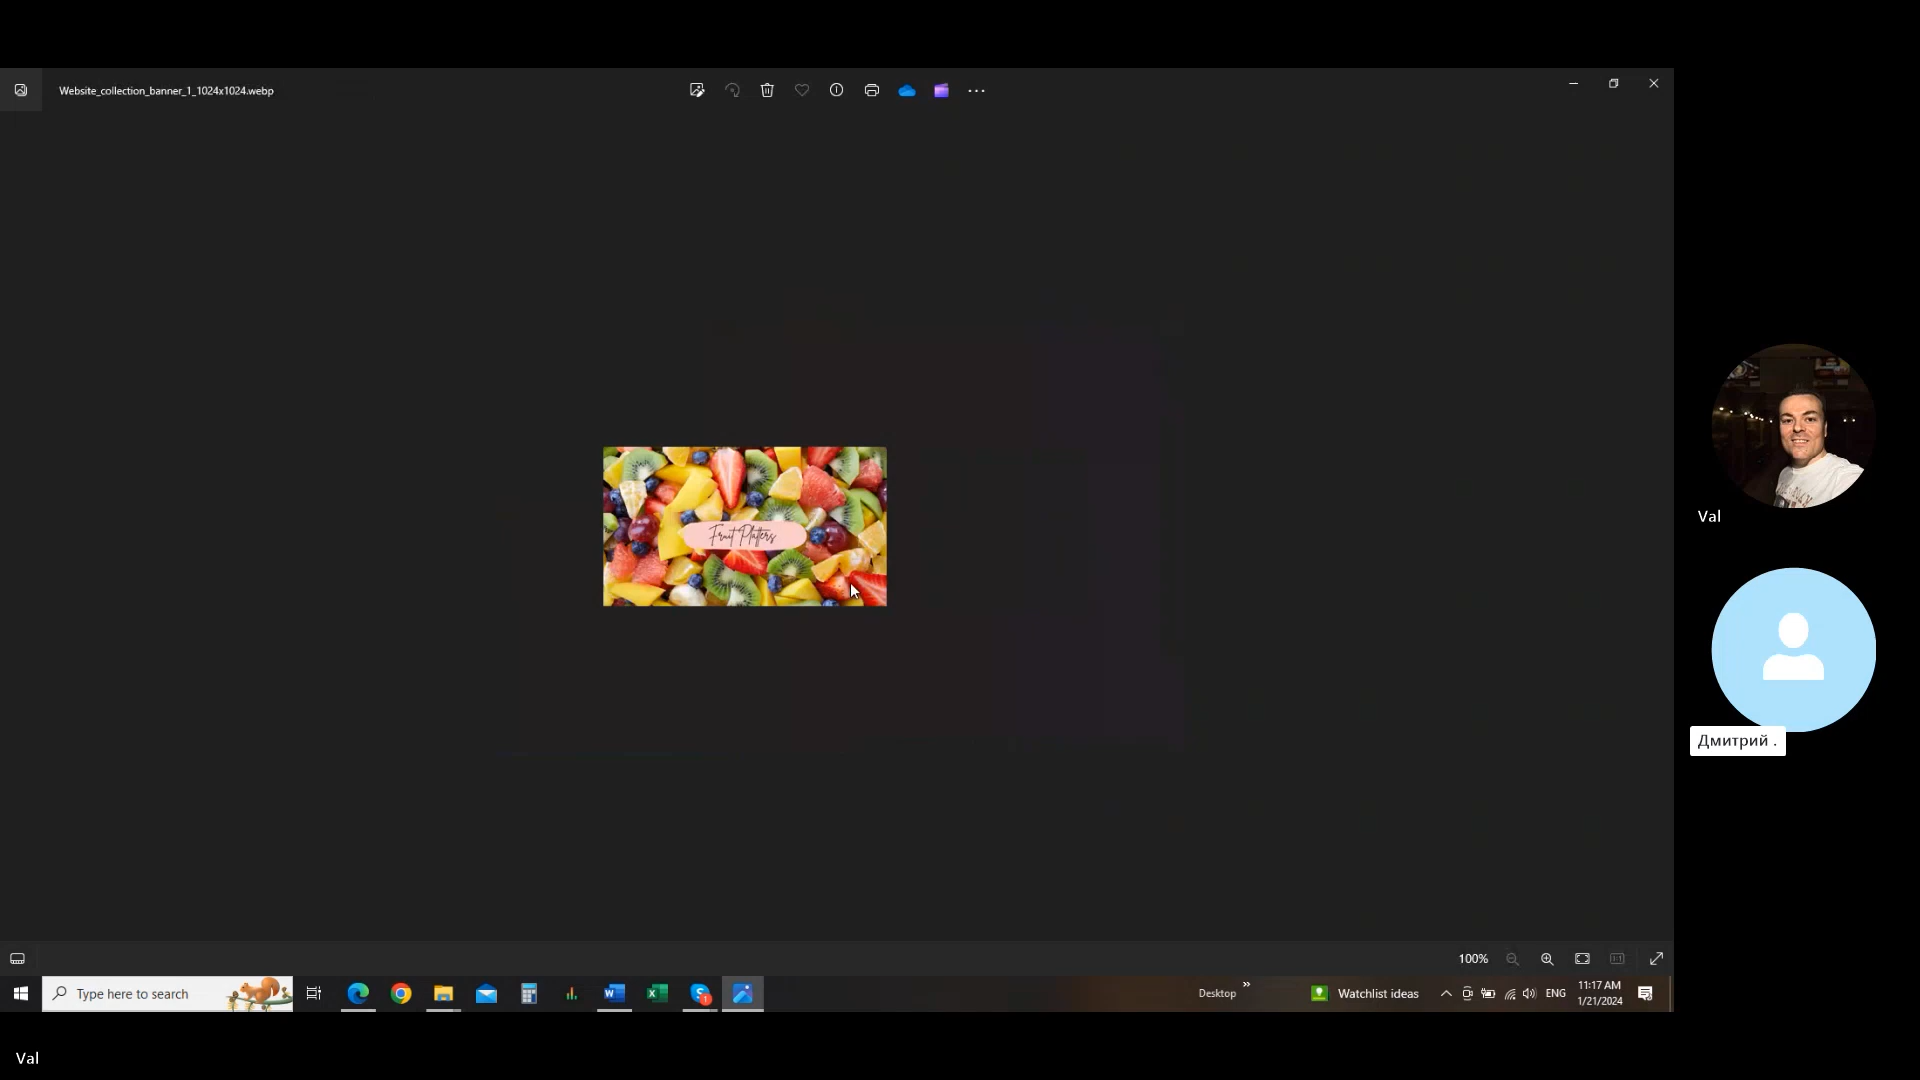 Website_collection_banner_1_1024x1024.webp
Fruit Platters
Val
Дмитрий .
100%
Type here to search
Desktop
Watchlist ideas
ENG
11:17 AM
1/21/2024
Val